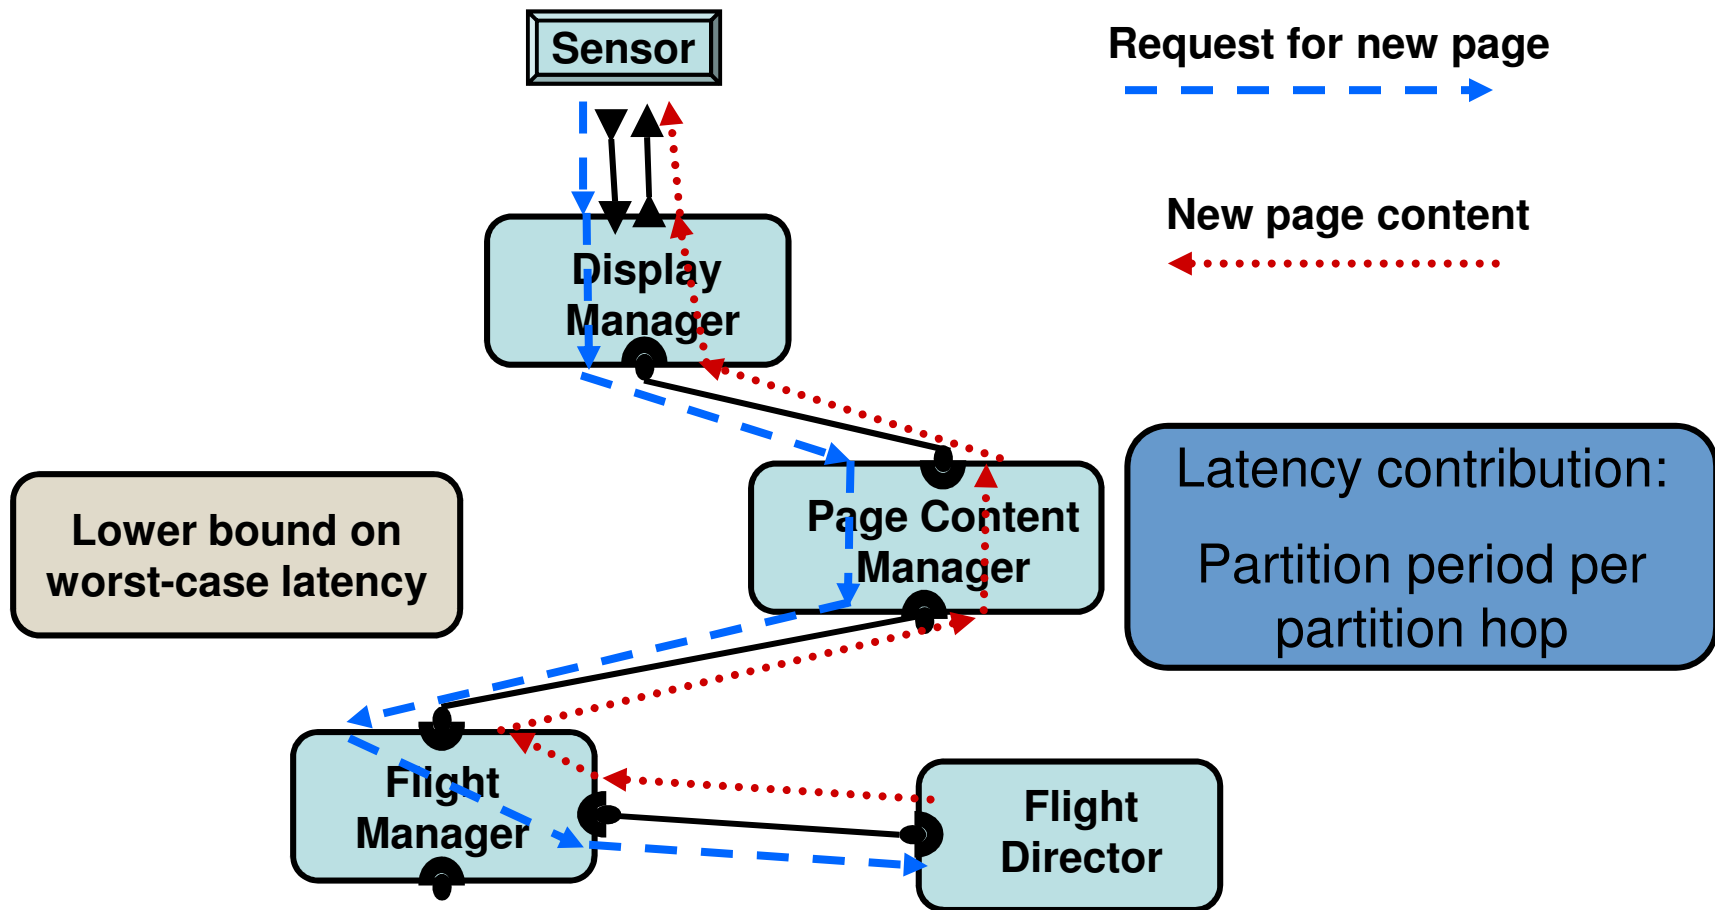 Sensor
Request for new page
New page content
Display
Manager
Latency contribution:
Partition period per
partition hop
Page Content
Manager
Lower bound on
worst-case latency
Flight
Manager
Flight
Director